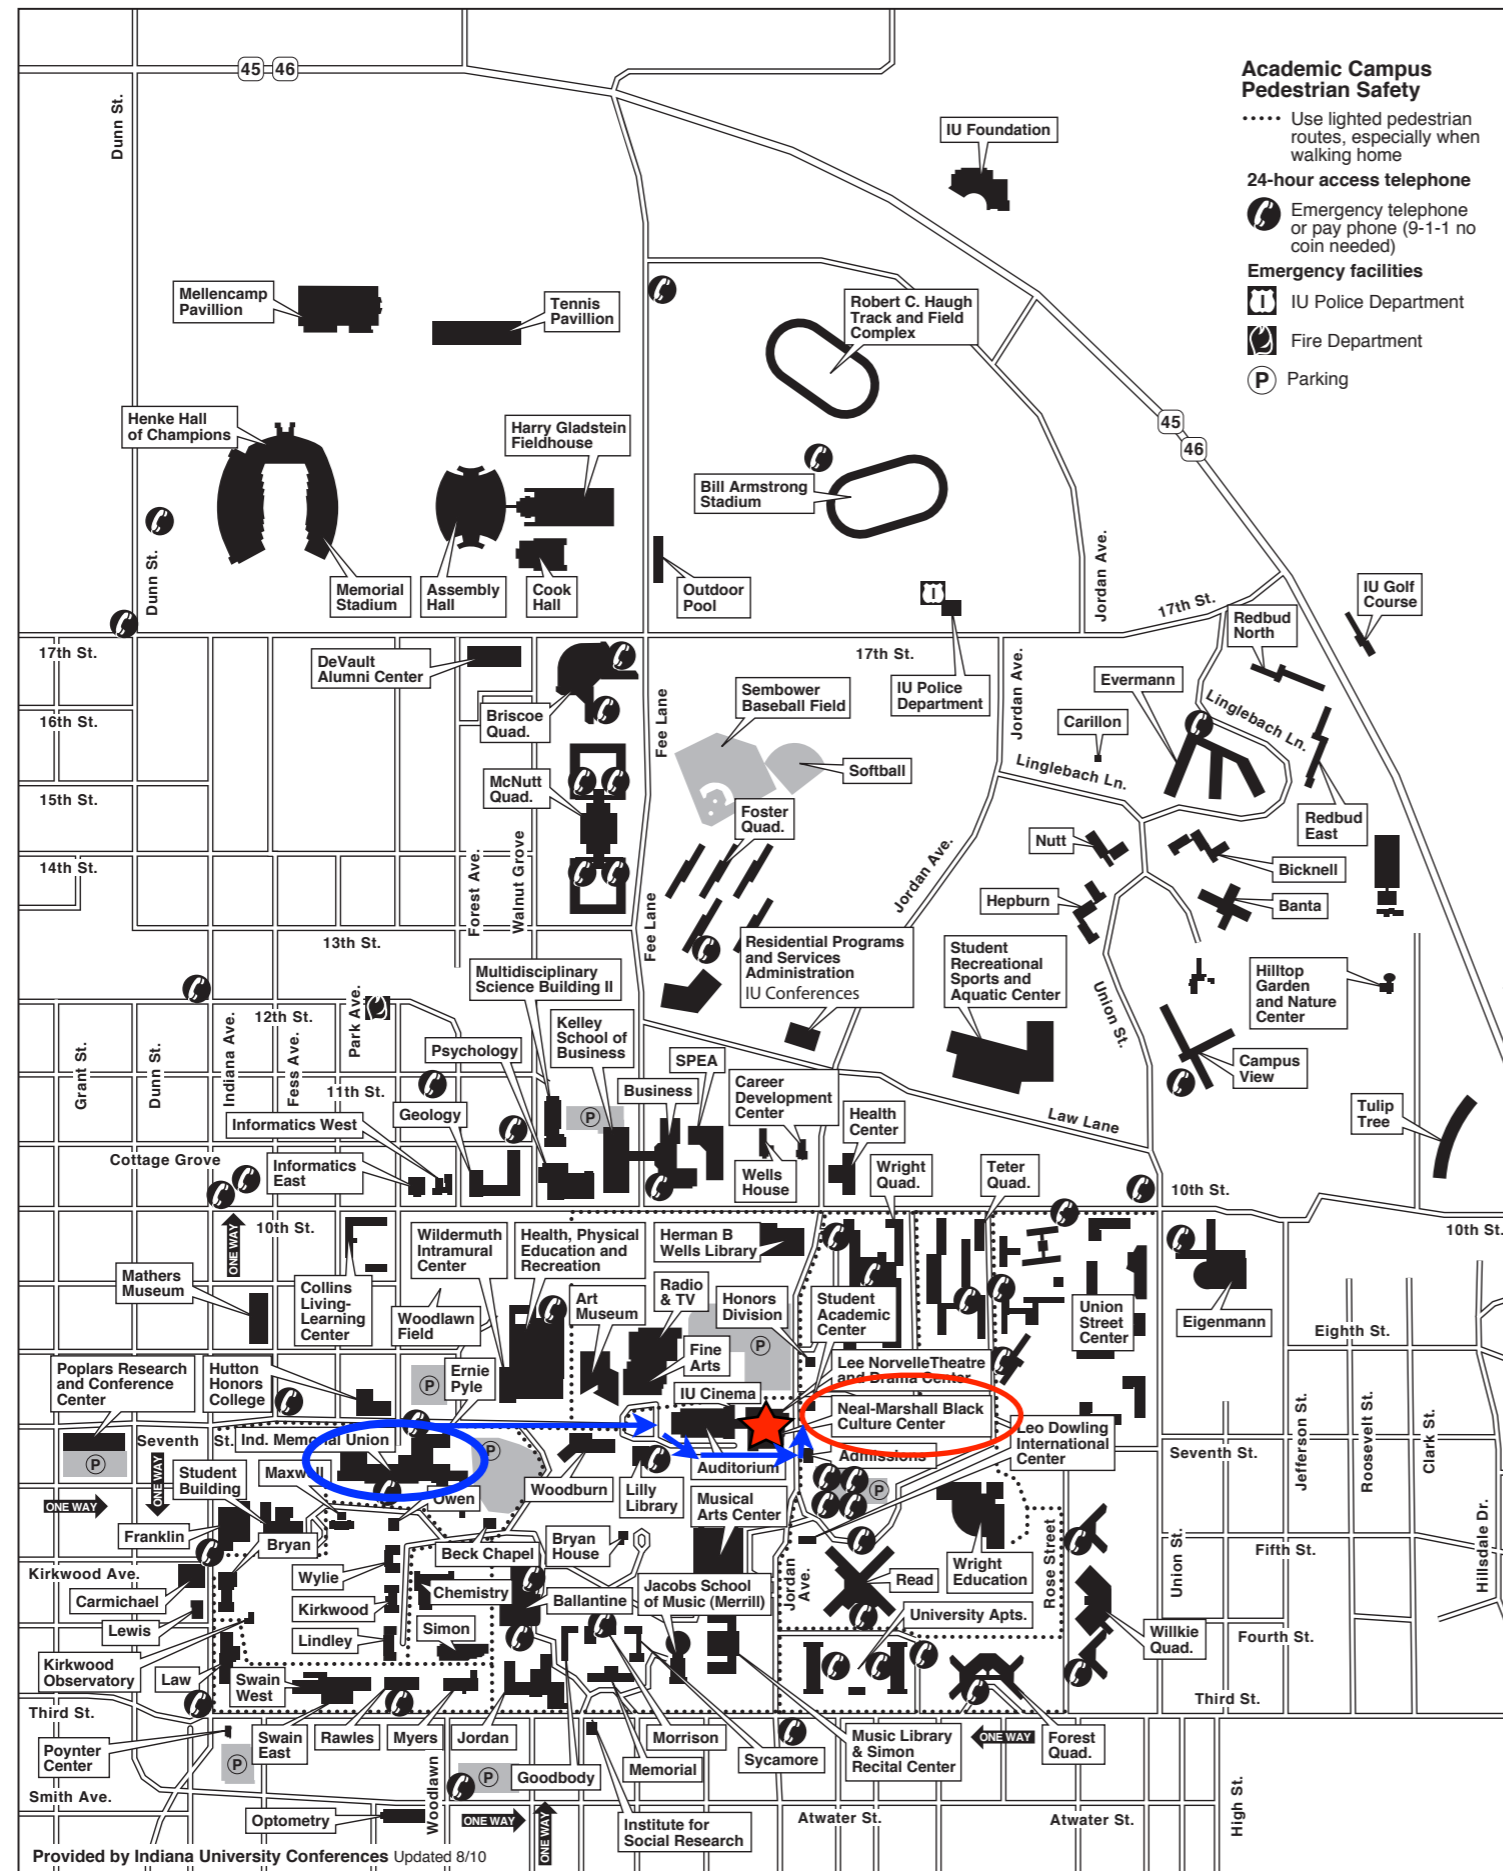 45 46
Dunn St.
Academic Campus
Pedestrian Safety
Use lighted pedestrian
routes, especially when
walking home
24-hour access telephone
Emergency telephone
or pay phone (9-1-1 no
coin needed)
Emergency facilities
I IU Police Department
Fire Department
P Parking
IU Foundation
Mellencamp
Pavillion
Tennis
Pavillion
Robert C. Haugh
Track and Field
Complex
45
46
Henke Hall
of Champions
Harry Gladstein
Fieldhouse
Bill Armstrong
Stadium
Dunn St.
Memorial
Stadium
Assembly
Hall
Cook
Hall
Outdoor
Pool
I
Jordan Ave.
17th St.
IU Golf
Course
Redbud
North
17th St.
DeVault
Alumni Center
17th St.
IU Police
Department
Jordan Ave.
Evermann
Linglebach Ln.
Sembower
Baseball Field
16th St.
Briscoe
Quad.
Fee Lane
Carillon
Linglebach Ln.
Softball
15th St.
McNutt
Quad.
Foster
Quad.
Redbud
East
Nutt
Bicknell
14th St.
Forest Ave.
Walnut Grove
Jordan Ave.
Hepburn
Banta
Fee Lane
13th St.
Residential Programs
and Services
Administration
IU Conferences
Student
Recreational
Sports and
Aquatic Center
Multidisciplinary
Science Building II
Hilltop
Garden
and Nature
Center
Union St.
12th St.
Park Ave.
Kelley
School of
Business
Psychology
SPEA
Campus
View
Grant St.
Dunn St.
Indiana Ave.
Fess Ave.
11th St.
Business
Career
Development
Center
P
Geology
Law Lane
Tulip
Tree
Informatics West
Health
Center
Cottage Grove
Informatics
East
Wells
House
Wright
Quad.
Teter
Quad.
10th St.
ONE WAY
10th St.
Wildermuth
Intramural
Center
Health, Physical
Education and
Recreation
Herman B
Wells Library
10th St.
Mathers
Museum
Collins
Living-
Learning
Center
Woodlawn
Field
Art
Museum
Radio
& TV
Honors
Division
Student
Academic
Center
Union
Street
Center
Eigenmann
Eighth St.
P
Fine
Arts
Poplars Research
and Conference
Center
Hutton
Honors
College
P
Ernie
Pyle
IU Cinema
Lee NorvelleTheatre
and Drama Center
Neal-Marshall Black
Culture Center
Jefferson St.
Roosevelt St.
Clark St.
Seventh St.
Ind. Memorial Union
P
Leo Dowling
International
Center
Seventh St.
P
Student
Building
Maxwell
Auditorium
Admissions
ONE WAY
ONE WAY
Owen
Woodburn
Lilly
Library
Musical
Arts Center
P
Franklin
Bryan
Beck Chapel
Bryan
House
Fifth St.
Kirkwood Ave.
Wylie
Wright
Education
Rose Street
Union St.
Hillsdale Dr.
Carmichael
Chemistry
Ballantine
Jacobs School
of Music (Merrill)
Jordan
Ave.
Read
Kirkwood
Lewis
University Apts.
Lindley
Simon
Willkie
Quad.
Fourth St.
Kirkwood
Observatory
Law
Swain
West
Third St.
Third St.
Poynter
Center
Swain
East
Rawles
Myers
Jordan
Morrison
Sycamore
Music Library
& Simon
Recital Center
ONE WAY
Forest
Quad.
P
Woodlawn
P
Goodbody
Memorial
Smith Ave.
Optometry
ONE WAY
ONE WAY
Institute for
Social Research
Atwater St.
Atwater St.
High St.
Provided by Indiana University Conferences Updated 8/10